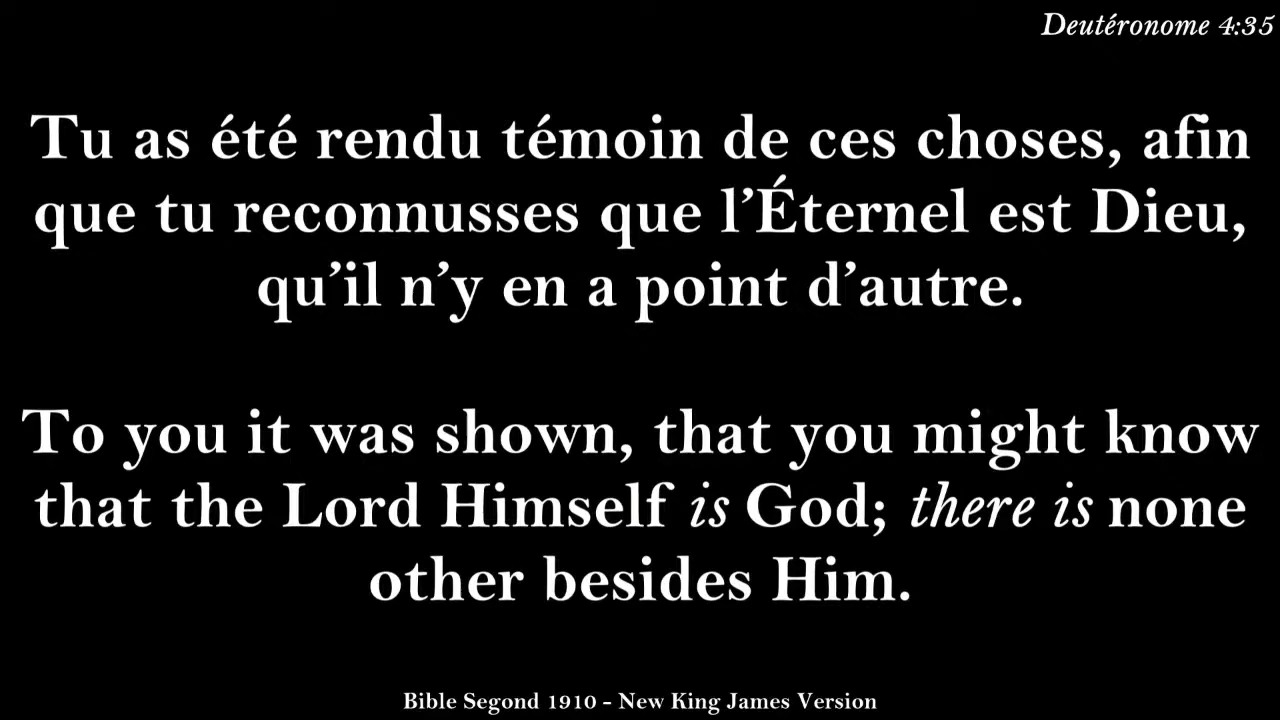 Deutéronome 4:35
Tu as été rendu témoin de ces choses, afin
que tu reconnusses que l’Éternel est Dieu,
qu’il n’y en a point d’autre.
To you it was shown, that you might know
that the Lord Himself is God; there is none
other besides Him.
Bible Segond 1910 - New King James Version